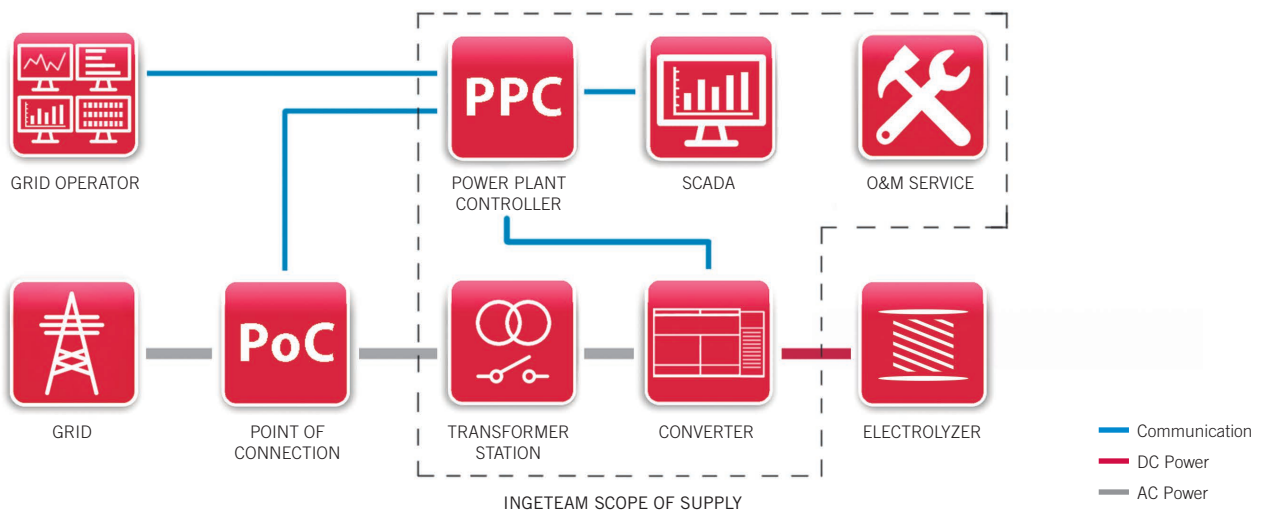 PPC
GRID OPERATOR
POWER PLANT
CONTROLLER
SCADA
O&M SERVICE
PoC
GRID
POINT OF
CONNECTION
TRANSFORMER
STATION
CONVERTER
ELECTROLYZER
Communication
DC Power
AC Power
INGETEAM SCOPE OF SUPPLY